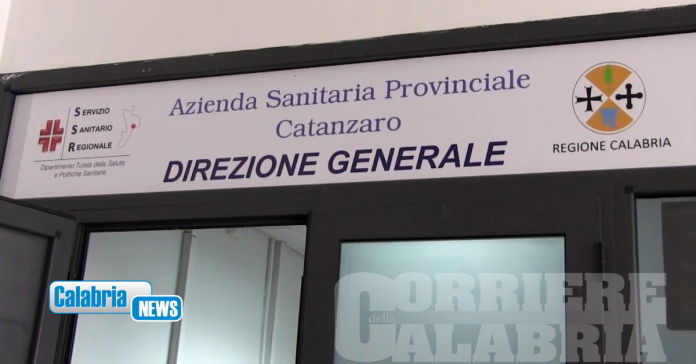 SERVIZIO
SANITARIO
REGIONALE
Dipartimento Tutela della Salute
e Politiche Sanitarie
Azienda Sanitaria Provinciale
Catanzaro
DIREZIONE GENERALE
REGIONE CALABRIA
Calabria
NEWS
CORRIERE
della
CALABRIA